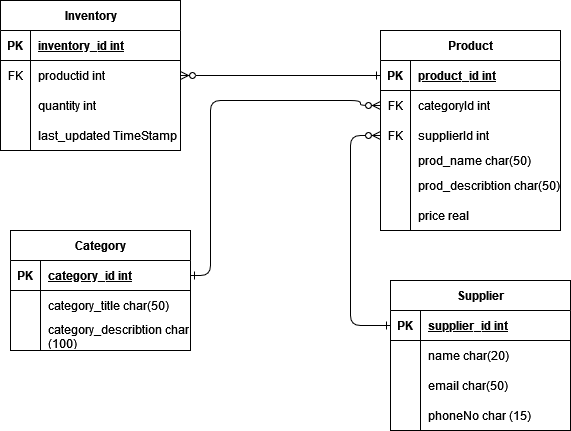 Inventory
PK inventory_id int
FK productid int
quantity int
last_updated TimeStamp
Product
PK product_id int
FK categoryId int
FK supplierId int
prod_name char(50)
prod_describtion char(50)
price real
Category
PK category_id int
category_title char(50)
category_describtion char
(100)
Supplier
PK supplier_id int
name char(20)
email char(50)
phoneNo char (15)